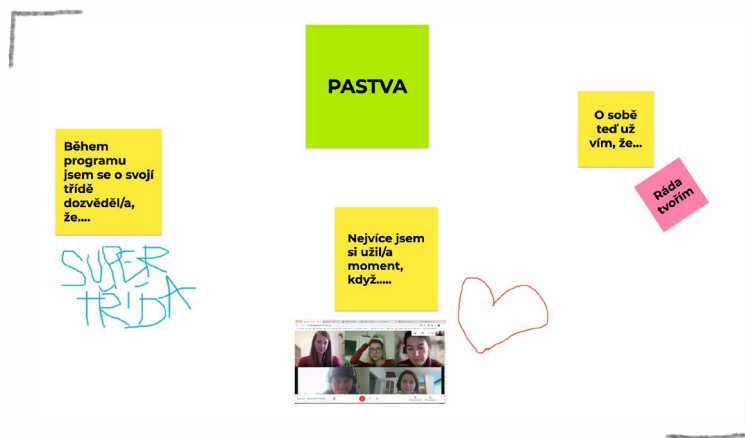 PASTVA
O sobě
teď už
vím, že...
Ráda
tvořím
Během
programu
jsem se o svojí
třídě
dozvěděl/a,
že....
SUPER
TŘÍDA
Nejvíce jsem
si užil/a
moment,
když.....